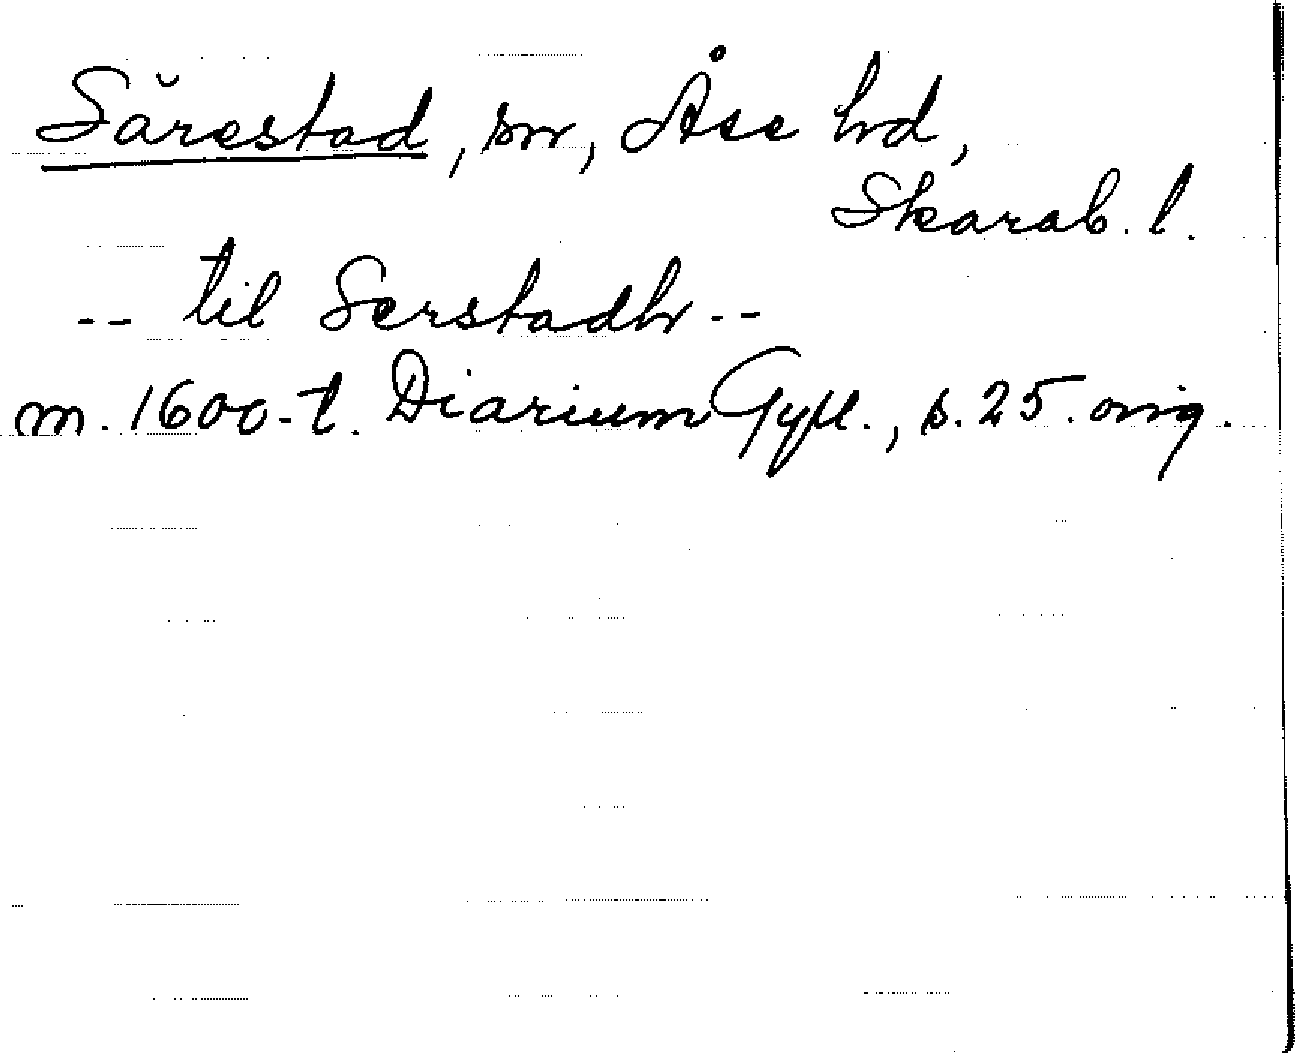 Särestad, sn, Åse hd,
Skarab. l.
-- til Serstadh --
m. 1600-t. Diarium Gyll., s. 25. orig.